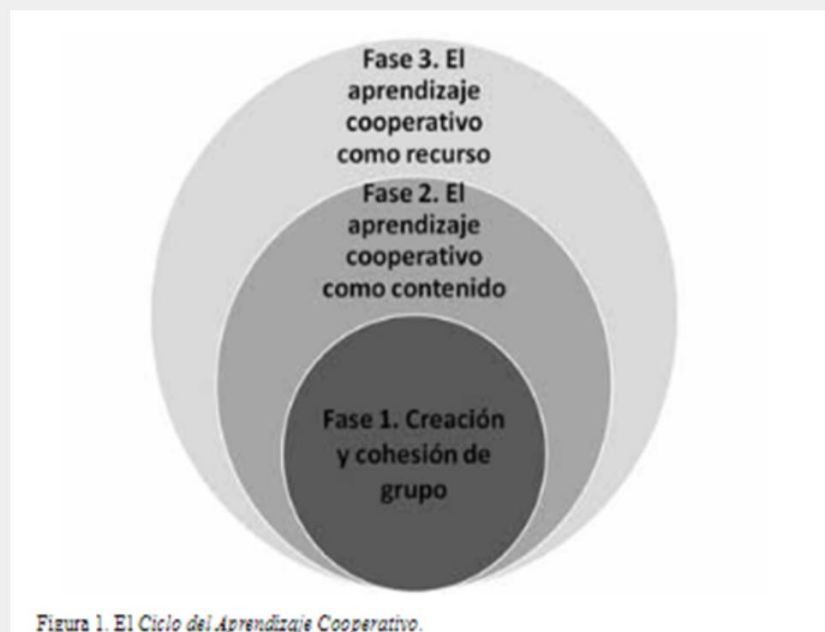 Fase 3. El
aprendizaje
cooperativo
como recurso
Fase 2. El
aprendizaje
cooperativo
como contenido
Fase 1. Creación
y cohesión de
grupo
Figura 1. El Ciclo del Aprendizaje Cooperativo.